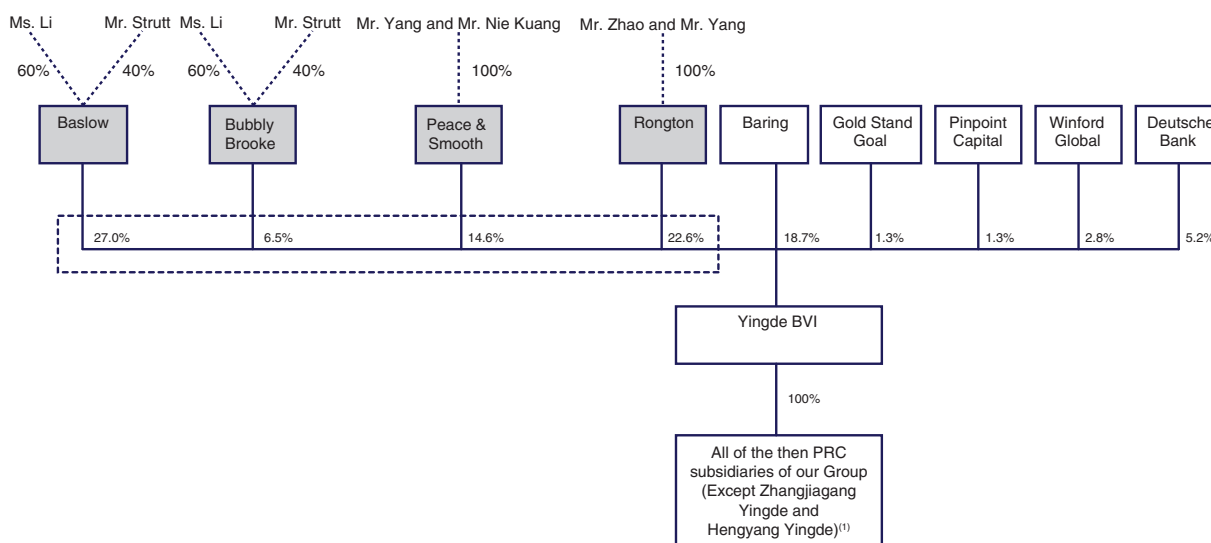 Ms. Li
Mr. Strutt
Ms. Li
Mr. Strutt
Mr. Yang and Mr. Nie Kuang
Mr. Zhao and Mr. Yang
60%
40%
60%
40%
100%
100%
Baslow
Bubbly
Brooke
Peace &
Smooth
Rongton
Baring
Gold Stand
Goal
Pinpoint
Capital
Winford
Global
Deutsche
Bank
27.0%
6.5%
14.6%
22.6%
18.7%
1.3%
1.3%
2.8%
5.2%
Yingde BVI
100%
All of the then PRC
subsidiaries of our Group
(Except Zhangjiagang
Yingde and
Hengyang Yingde)(1)